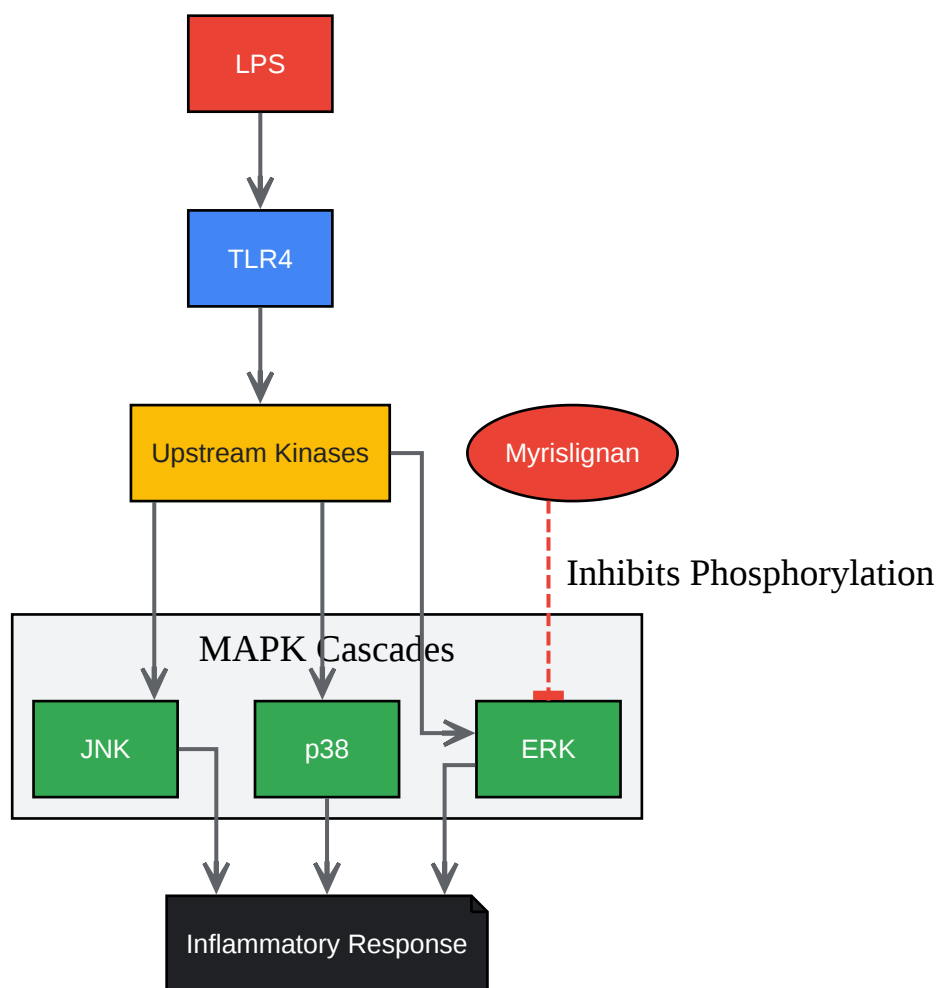 LPS
TLR4
Upstream Kinases
Myrislignan
Inhibits Phosphorylation
MAPK Cascades
JNK
p38
ERK
Inflammatory Response